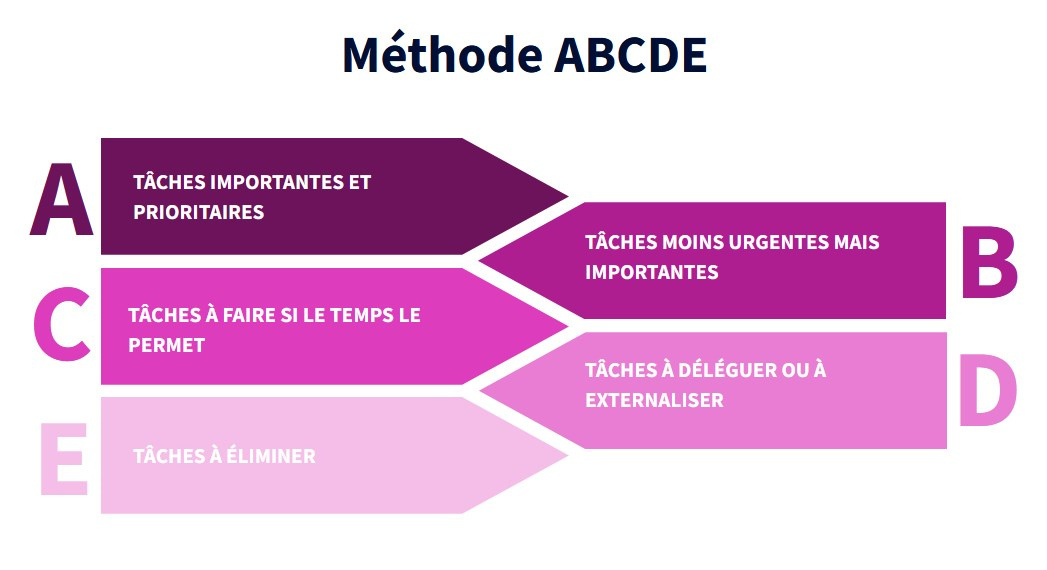 Méthode ABCDE
A
TÂCHES IMPORTANTES ET
PRIORITAIRES
B
TÂCHES MOINS URGENTES MAIS
IMPORTANTES
C
TÂCHES À FAIRE SI LE TEMPS LE
PERMET
D
TÂCHES À DÉLÉGUER OU À
EXTERNALISER
E
TÂCHES À ÉLIMINER